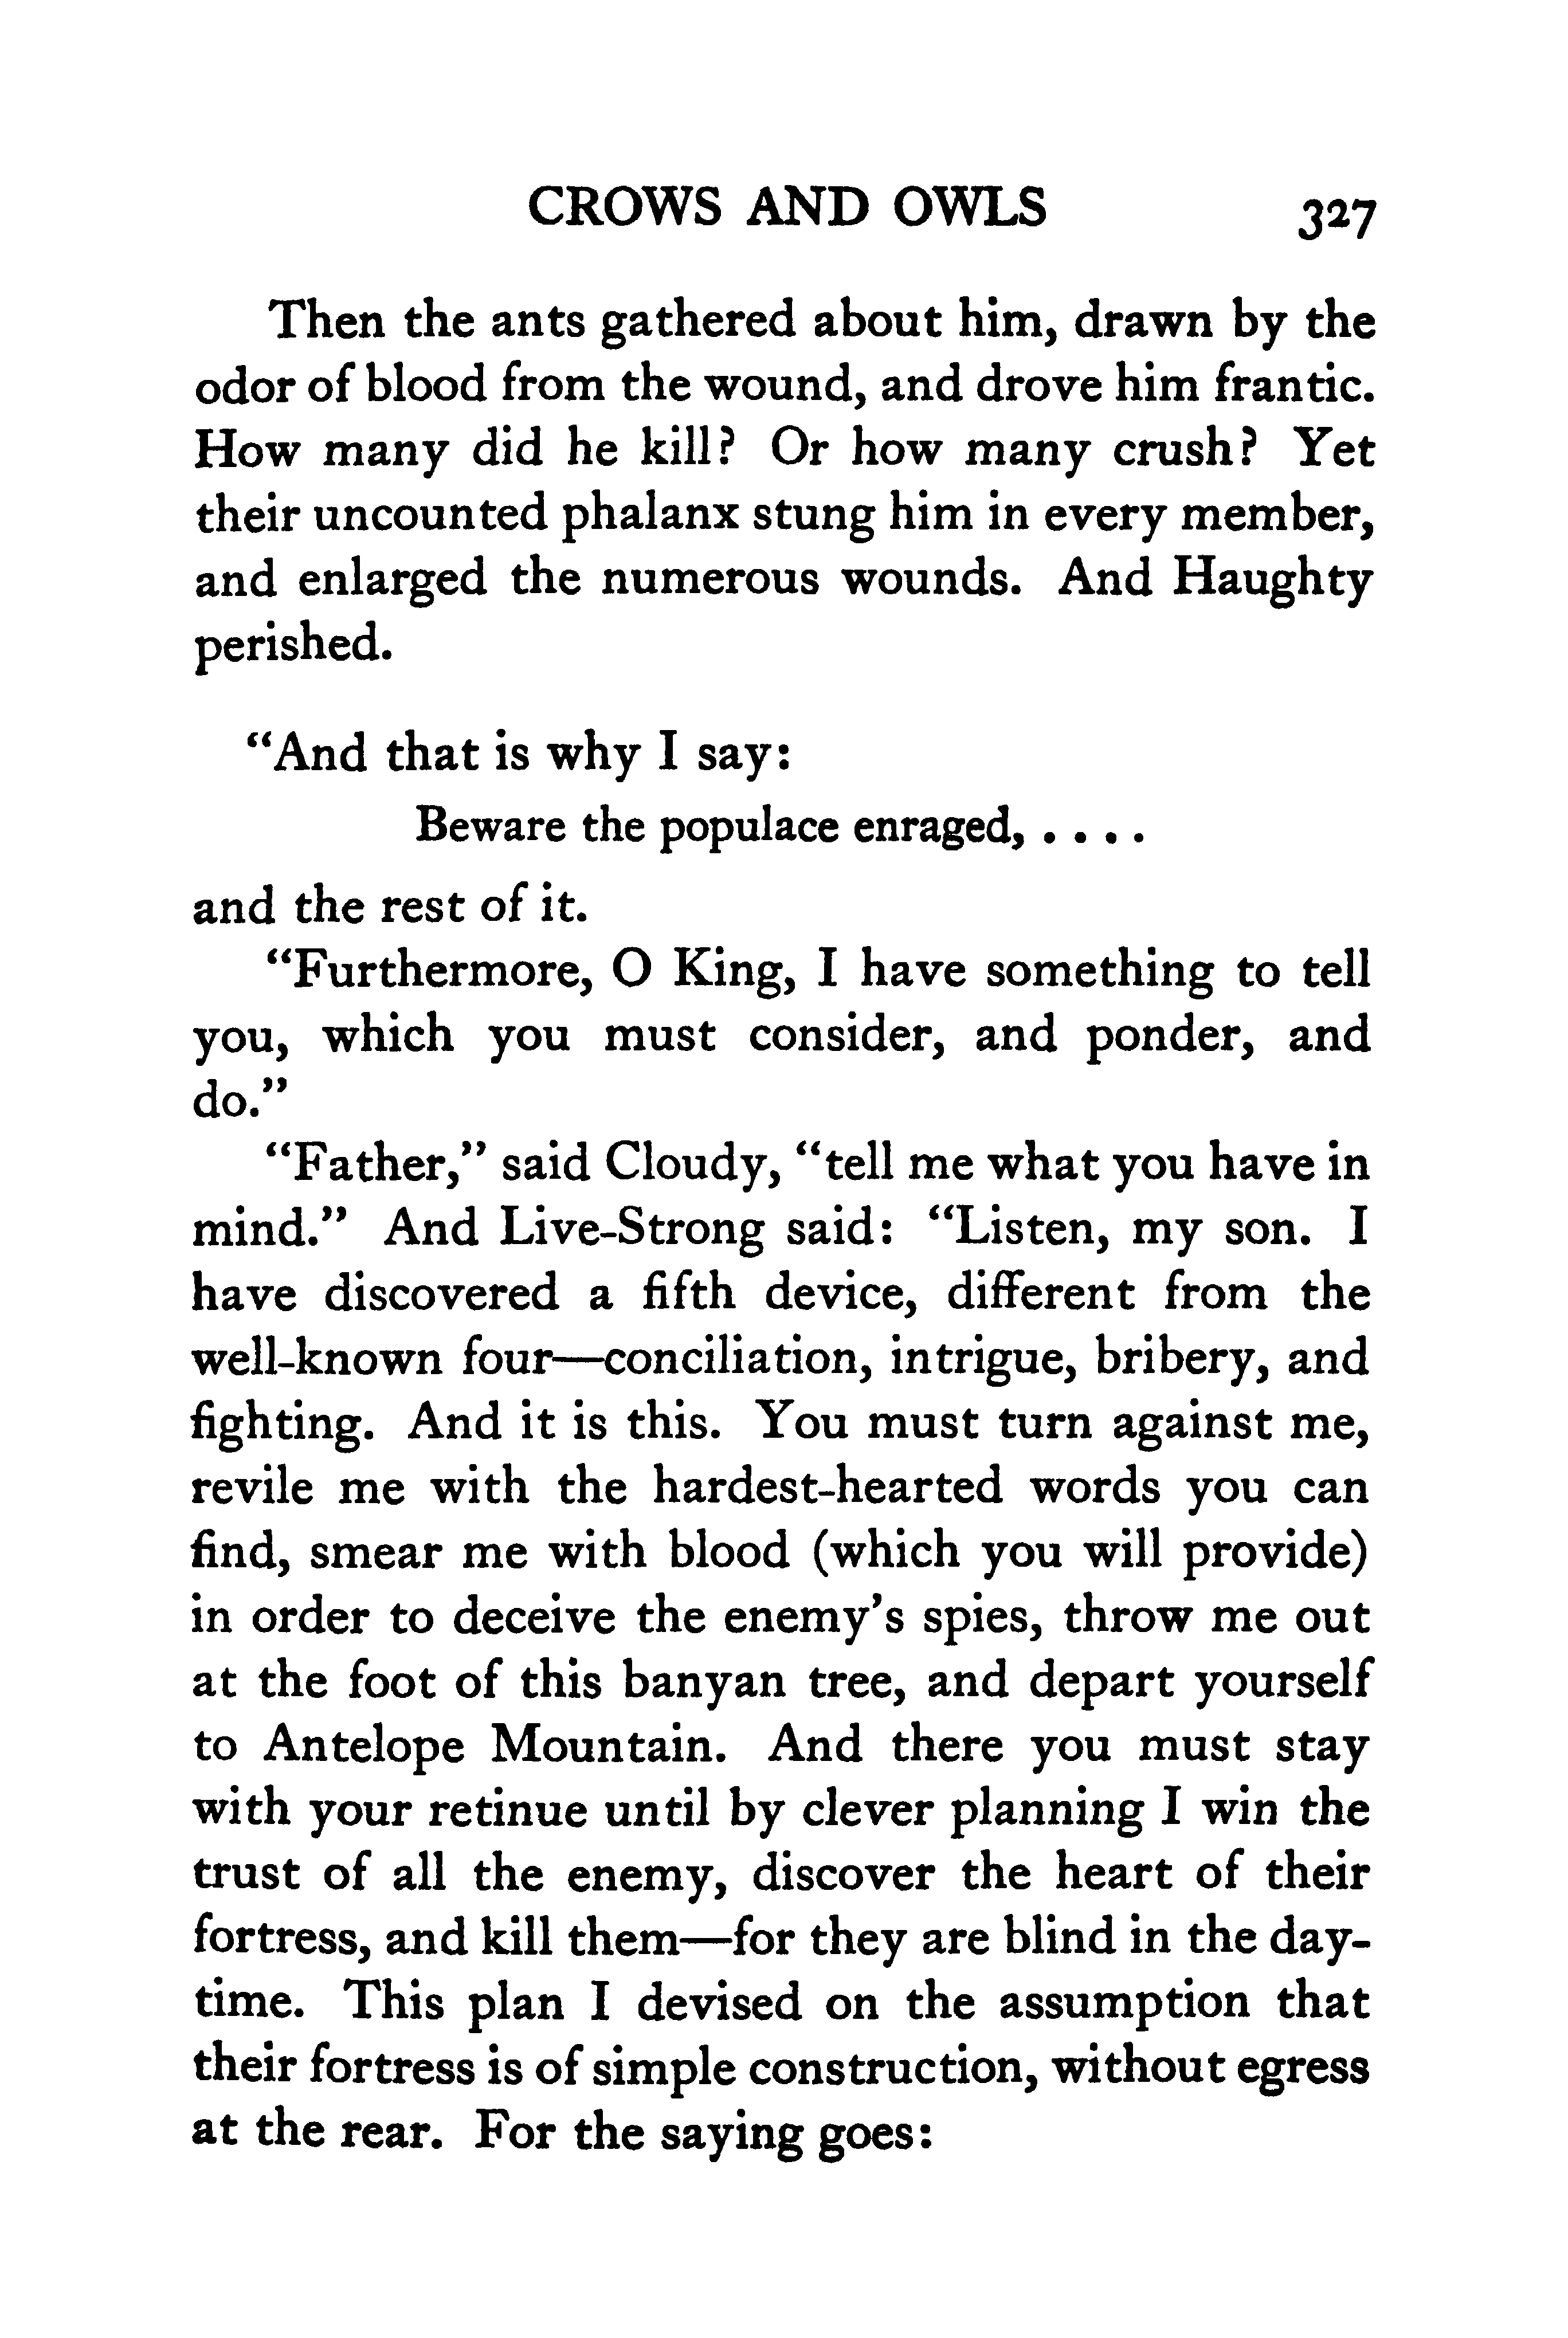 CROWS AND OWLS 327
Then the ants gathered about him, drawn by the
odor of blood from the wound, and drove him frantic.
How many did he kill? Or how many crush? Yet
their uncounted phalanx stung him in every member,
and enlarged the numerous wounds. And Haughty
perished.
“And that is why I say:
Beware the populace enraged, . . . .
and the rest of it.
“Furthermore, O King, I have something to tell
you, which you must consider, and ponder, and
do.”
“Father,” said Cloudy, “tell me what you have in
mind.” And Live-Strong said: “Listen, my son. I
have discovered a fifth device, different from the
well-known four—conciliation, intrigue, bribery, and
fighting. And it is this. You must turn against me,
revile me with the hardest-hearted words you can
find, smear me with blood (which you will provide)
in order to deceive the enemy’s spies, throw me out
at the foot of this banyan tree, and depart yourself
to Antelope Mountain. And there you must stay
with your retinue until by clever planning I win the
trust of all the enemy, discover the heart of their
fortress, and kill them—for they are blind in the day-
time. This plan I devised on the assumption that
their fortress is of simple construction, without egress
at the rear. For the saying goes: